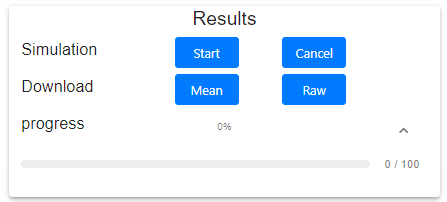 Results
Simulation Start Cancel
Download Mean Raw
progress 0%
0 / 100